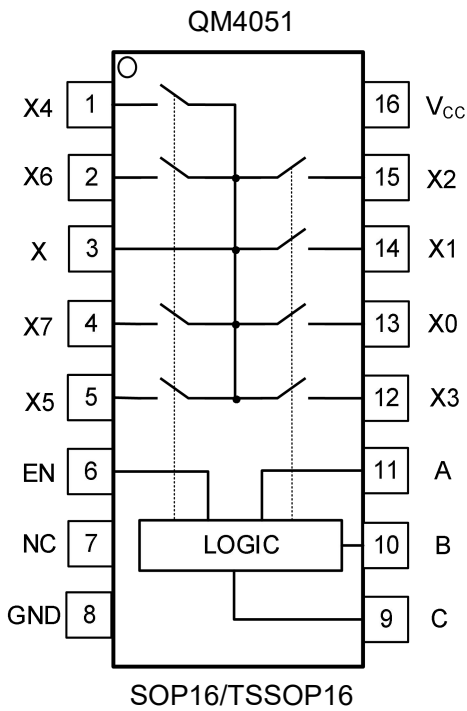 QM4051
X4 1 16 VCC
X6 2 15 X2
X 3 14 X1
X7 4 13 X0
X5 5 12 X3
EN 6 11 A
NC 7 LOGIC 10 B
GND 8 9 C
SOP16/TSSOP16